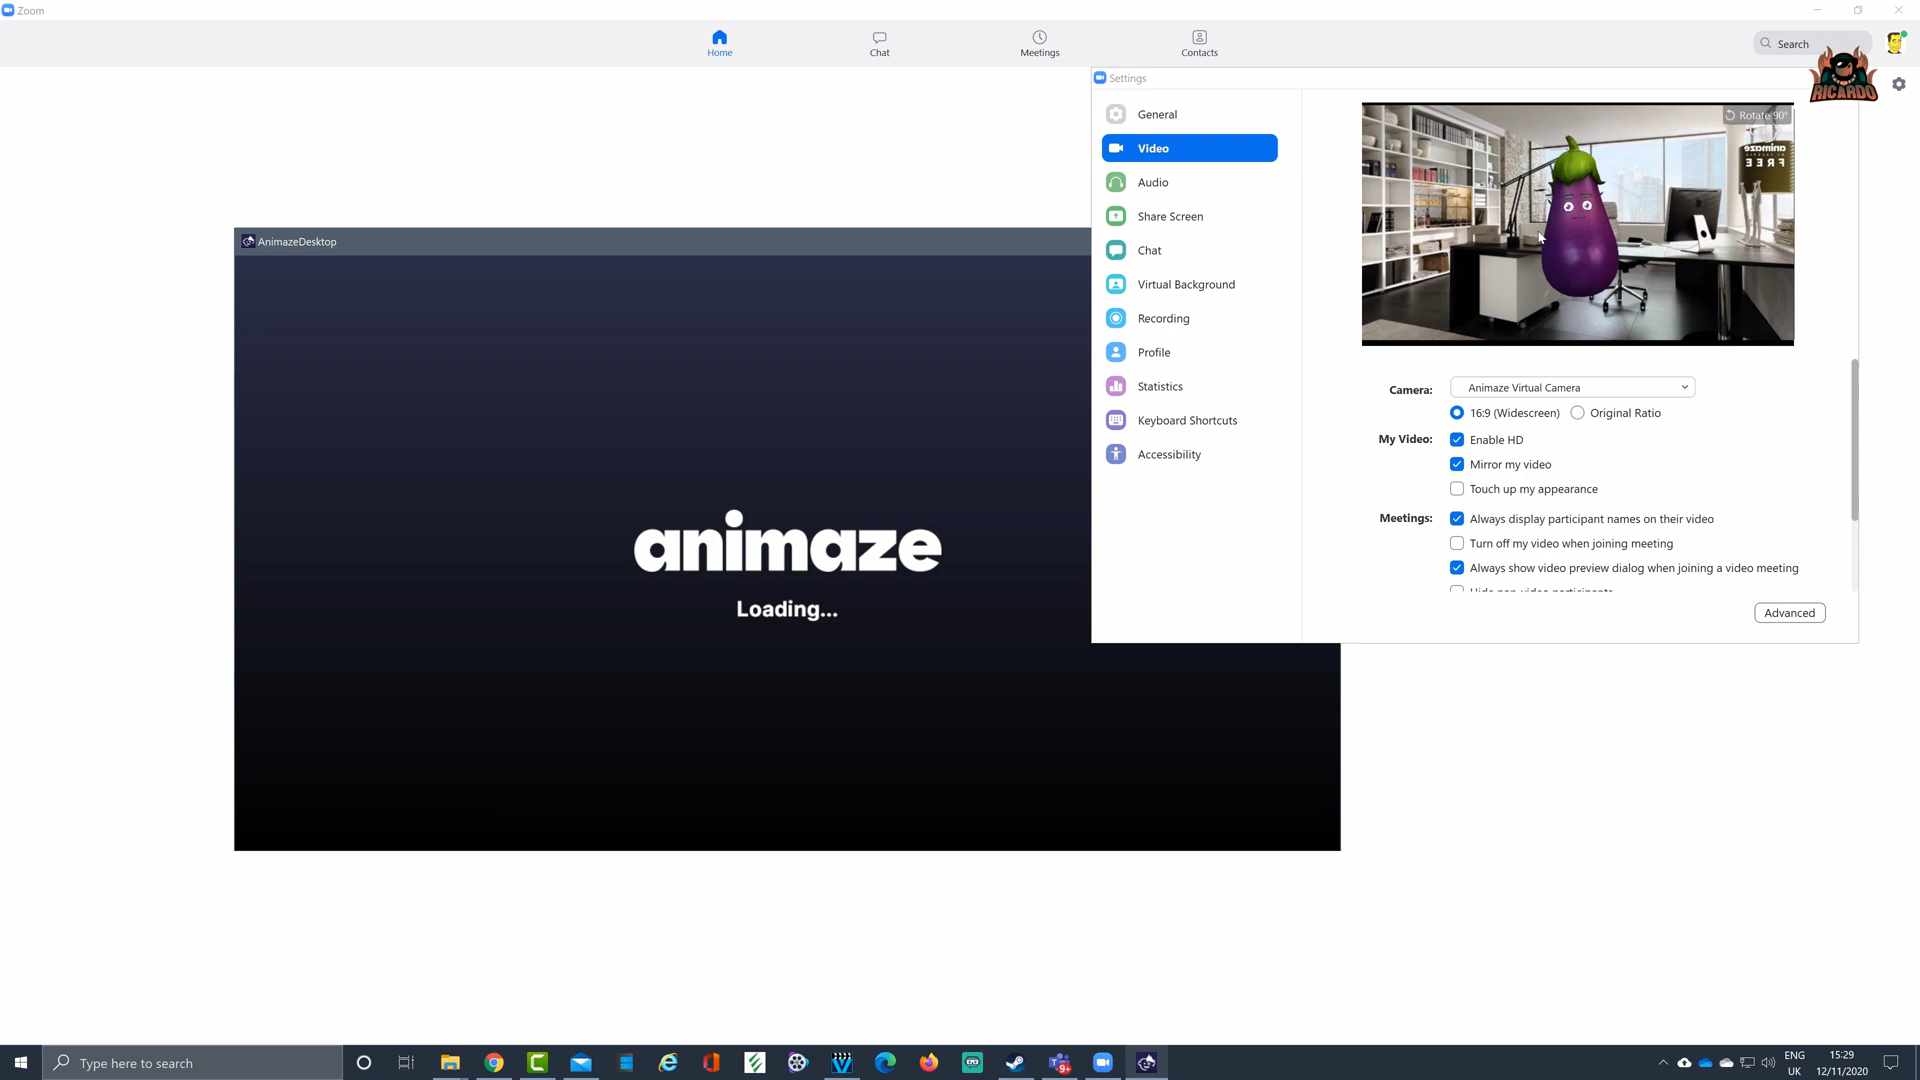 Zoom
Home
Chat
Meetings
Contacts
Search
RICARDO
Settings
General
Video
Audio
Share Screen
Chat
Virtual Background
Recording
Profile
Statistics
Keyboard Shortcuts
Accessibility
Rotate 90°
animaze
FREE
Camera:
Animaze Virtual Camera
16:9 (Widescreen)
Original Ratio
My Video:
Enable HD
Mirror my video
Touch up my appearance
Meetings:
Always display participant names on their video
Turn off my video when joining meeting
Always show video preview dialog when joining a video meeting
Advanced
AnimazeDesktop
animaze
Loading...
Type here to search
9+
ENG
UK
15:29
12/11/2020